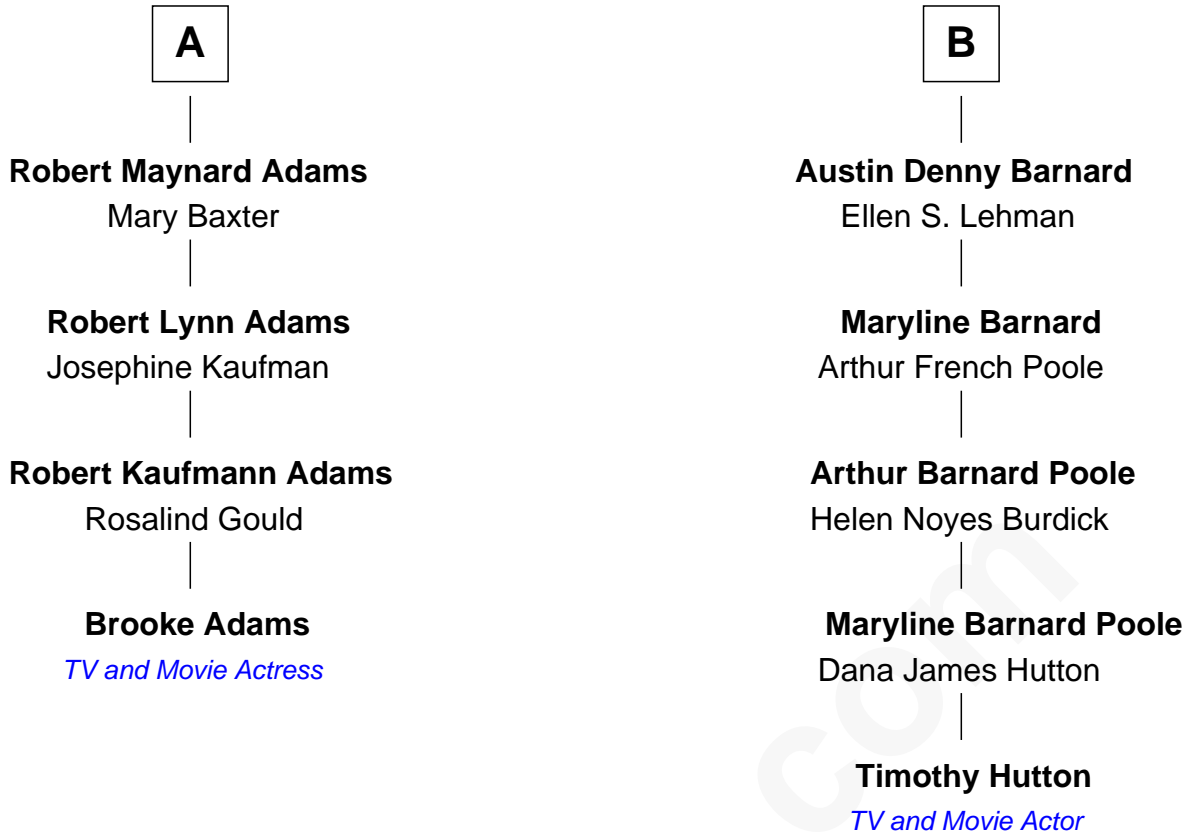 A
Robert Maynard Adams
Mary Baxter
Robert Lynn Adams
Josephine Kaufman
Robert Kaufmann Adams
Rosalind Gould
Brooke Adams
TV and Movie Actress
B
Austin Denny Barnard
Ellen S. Lehman
Maryline Barnard
Arthur French Poole
Arthur Barnard Poole
Helen Noyes Burdick
Maryline Barnard Poole
Dana James Hutton
Timothy Hutton
TV and Movie Actor
com